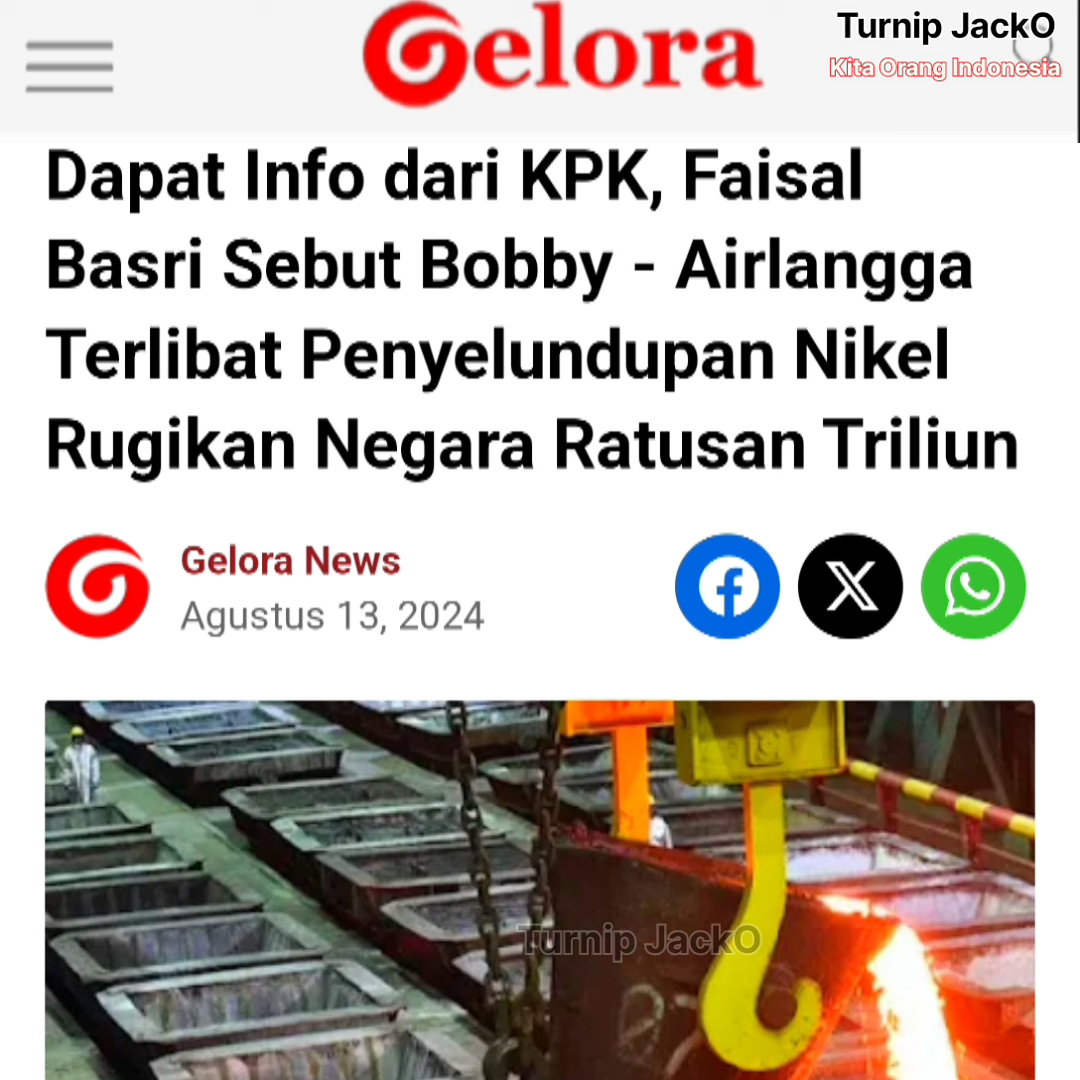 Gelora
Turnip JackO
Kita Orang Indonesia
Dapat Info dari KPK, Faisal
Basri Sebut Bobby - Airlangga
Terlibat Penyelundupan Nikel
Rugikan Negara Ratusan Triliun
Gelora News
Agustus 13, 2024
Turnip JackO